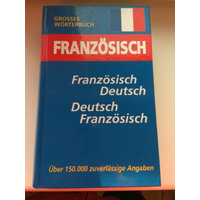 GROSSES
WÖRTERBUCH
FRANZÖSISCH
Französisch
Deutsch
Deutsch
Französisch
Über 150.000 zuverlässige Angaben